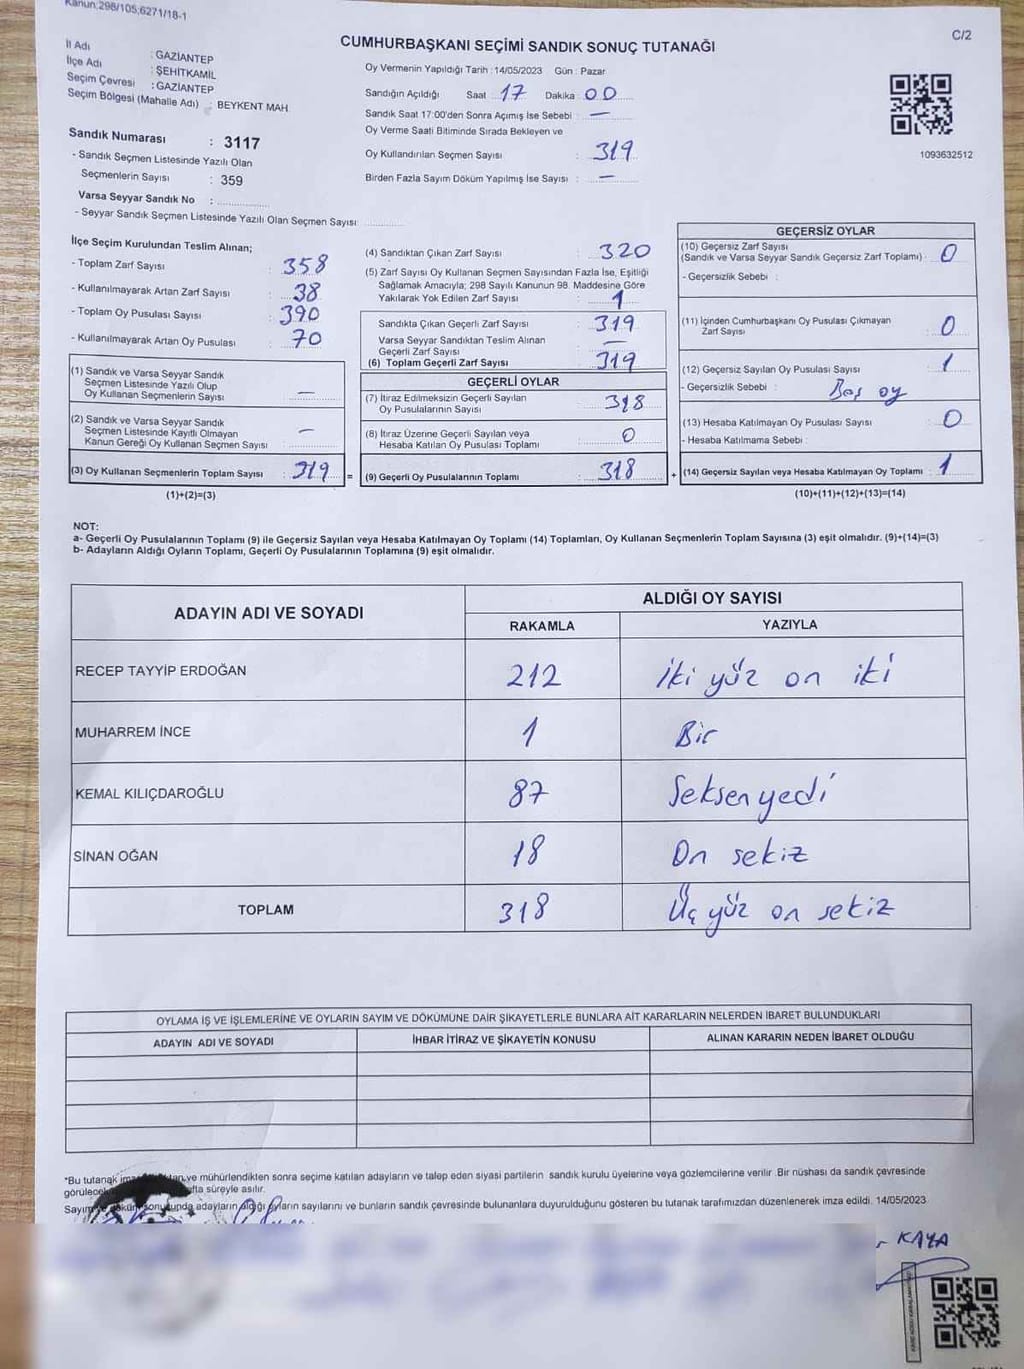 Kanun:298/105;6271/18-1
C/2
CUMHURBAŞKANI SEÇİMİ SANDIK SONUÇ TUTANAĞI
İl Adı : GAZİANTEP
İlçe Adı : ŞEHİTKAMİL
Seçim Çevresi : GAZİANTEP
Seçim Bölgesi (Mahalle Adı) : BEYKENT MAH.
Sandık Numarası : 3117
- Sandık Seçmen Listesinde Yazılı Olan
Seçmenlerin Sayısı : 359
Varsa Seyyar Sandık No :
- Seyyar Sandık Seçmen Listesinde Yazılı Olan Seçmen Sayısı:
Oy Vermenin Yapıldığı Tarih : 14/05/2023 Gün : Pazar
Sandığın Açıldığı Saat 17 Dakika 00
Sandık Saat 17:00'den Sonra Açımış İse Sebebi : —
Oy Verme Saati Bitiminde Sırada Bekleyen ve
Oy Kullandırılan Seçmen Sayısı : 319
Birden Fazla Sayım Döküm Yapılmış İse Sayısı : —
1093632512
İlçe Seçim Kurulundan Teslim Alınan;
- Toplam Zarf Sayısı : 358
- Kullanılmayarak Artan Zarf Sayısı : 38
- Toplam Oy Pusulası Sayısı : 390
- Kullanılmayarak Artan Oy Pusulası : 70
(1) Sandık ve Varsa Seyyar Sandık
Seçmen Listesinde Yazılı Olup
Oy Kullanan Seçmenlerin Sayısı : —
(2) Sandık ve Varsa Seyyar Sandık
Seçmen Listesinde Kayıtlı Olmayan
Kanun Gereği Oy Kullanan Seçmen Sayısı : —
(3) Oy Kullanan Seçmenlerin Toplam Sayısı : 319 =
(1)+(2)=(3)
(4) Sandıktan Çıkan Zarf Sayısı : 320
(5) Zarf Sayısı Oy Kullanan Seçmen Sayısından Fazla İse, Eşitliği
Sağlamak Amacıyla; 298 Sayılı Kanunun 98. Maddesine Göre
Yakılarak Yok Edilen Zarf Sayısı : 1
Sandıkta Çıkan Geçerli Zarf Sayısı : 319
Varsa Seyyar Sandıktan Teslim Alınan
Geçerli Zarf Sayısı : —
(6) Toplam Geçerli Zarf Sayısı : 319
GEÇERLİ OYLAR
(7) İtiraz Edilmeksizin Geçerli Sayılan
Oy Pusulalarının Sayısı : 318
(8) İtiraz Üzerine Geçerli Sayılan veya
Hesaba Katılan Oy Pusulası Toplamı : 0
(9) Geçerli Oy Pusulalarının Toplamı : 318 +
GEÇERSİZ OYLAR
(10) Geçersiz Zarf Sayısı
(Sandık ve Varsa Seyyar Sandık Geçersiz Zarf Toplamı) : 0
- Geçersizlik Sebebi :
(11) İçinden Cumhurbaşkanı Oy Pusulası Çıkmayan
Zarf Sayısı : 0
(12) Geçersiz Sayılan Oy Pusulası Sayısı : 1
- Geçersizlik Sebebi : Boş oy
(13) Hesaba Katılmayan Oy Pusulası Sayısı : 0
- Hesaba Katılmama Sebebi :
(14) Geçersiz Sayılan veya Hesaba Katılmayan Oy Toplamı : 1
(10)+(11)+(12)+(13)=(14)
NOT:
a- Geçerli Oy Pusulalarının Toplamı (9) ile Geçersiz Sayılan veya Hesaba Katılmayan Oy Toplamı (14) Toplamları, Oy Kullanan Seçmenlerin Toplam Sayısına (3) eşit olmalıdır. (9)+(14)=(3)
b- Adayların Aldığı Oyların Toplamı, Geçerli Oy Pusulalarının Toplamına (9) eşit olmalıdır.
ADAYIN ADI VE SOYADI ALDIĞI OY SAYISI
RAKAMLA YAZIYLA
RECEP TAYYİP ERDOĞAN 212 İki yüz on iki
MUHARREM İNCE 1 Bir
KEMAL KILIÇDAROĞLU 87 Seksen yedi
SİNAN OĞAN 18 On sekiz
TOPLAM 318 Üç yüz on sekiz
OYLAMA İŞ VE İŞLEMLERİNE VE OYLARIN SAYIM VE DÖKÜMÜNE DAİR ŞİKAYETLERLE BUNLARA AİT KARARLARIN NELERDEN İBARET BULUNDUKLARI
ADAYIN ADI VE SOYADI İHBAR İTİRAZ VE ŞİKAYETİN KONUSU ALINAN KARARIN NEDEN İBARET OLDUĞU
*Bu tutanak ve mühürlendikten sonra seçime katılan adayların ve talep eden siyasi partilerin sandık kurulu üyelerine veya gözlemcilerine verilir .Bir nüshası da sandık çevresinde
süreyle asılır.
adayların aldığı oyların sayılarını ve bunların sandık çevresinde bulunanlara duyurulduğunu gösteren bu tutanak tarafımızdan düzenlenerek imza edildi. 14/05/2023
KAYA